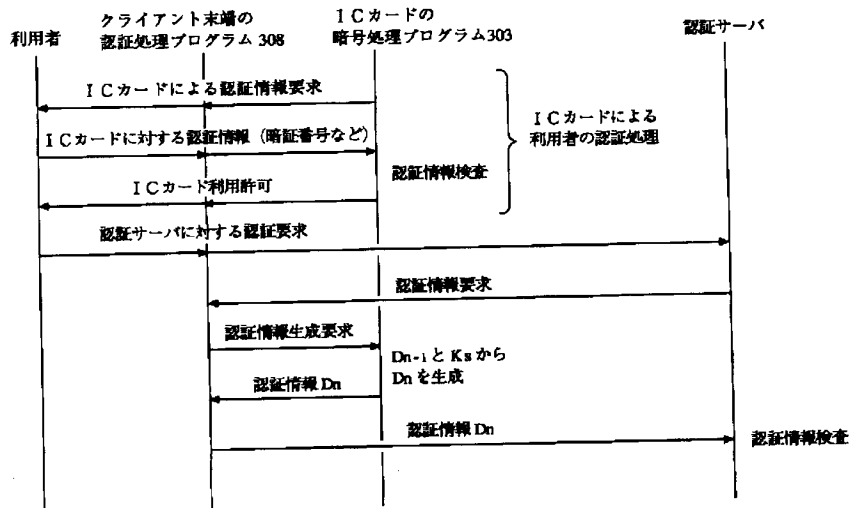 利用者
クライアント末端の
認証処理プログラム 308
ICカードの
暗号処理プログラム303
認証サーバ
ICカードによる認証情報要求
ICカードに対する認証情報(暗証番号など)
ICカードによる
利用者の認証処理
認証情報検査
ICカード利用許可
認証サーバに対する認証要求
認証情報要求
認証情報生成要求
Dn-1とKsから
Dnを生成
認証情報Dn
認証情報Dn
認証情報検査